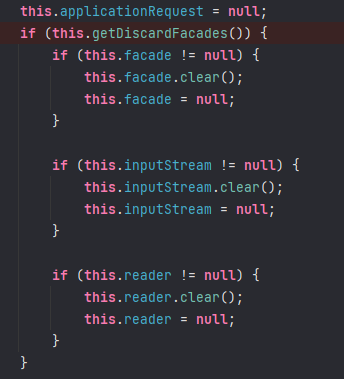 this.applicationRequest = null;
if (this.getDiscardFacades()) {
    if (this.facade != null) {
        this.facade.clear();
        this.facade = null;
    }

    if (this.inputStream != null) {
        this.inputStream.clear();
        this.inputStream = null;
    }

    if (this.reader != null) {
        this.reader.clear();
        this.reader = null;
    }
}